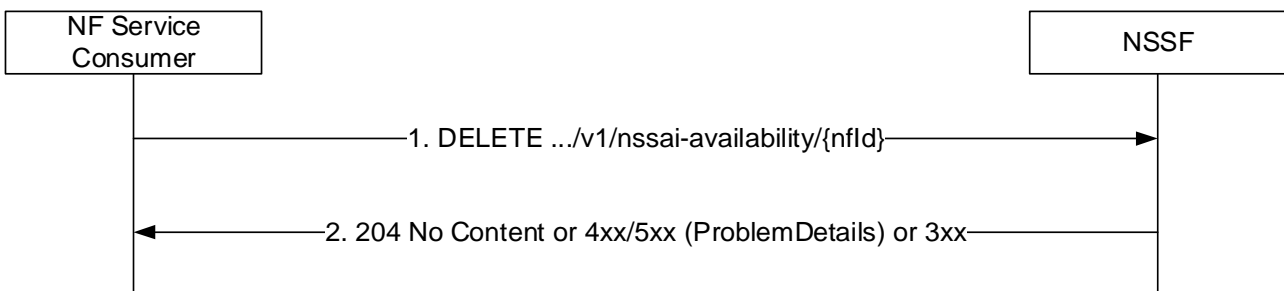 NF Service
Consumer
NSSF
1. DELETE .../v1/nssai-availability/{nfId}
2. 204 No Content or 4xx/5xx (ProblemDetails) or 3xx